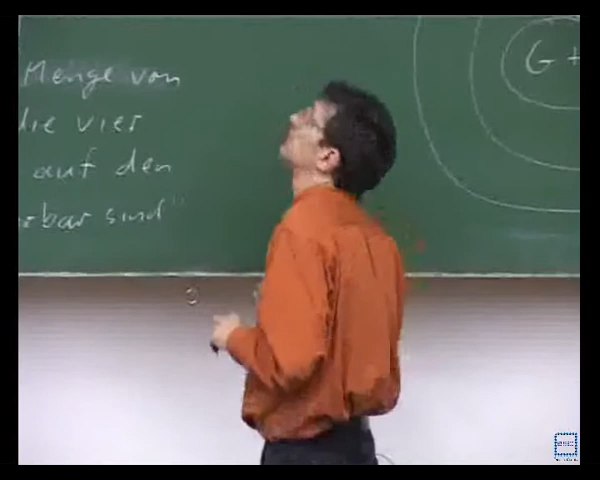 Menge von
die vier
auf den
bar sind"
G +